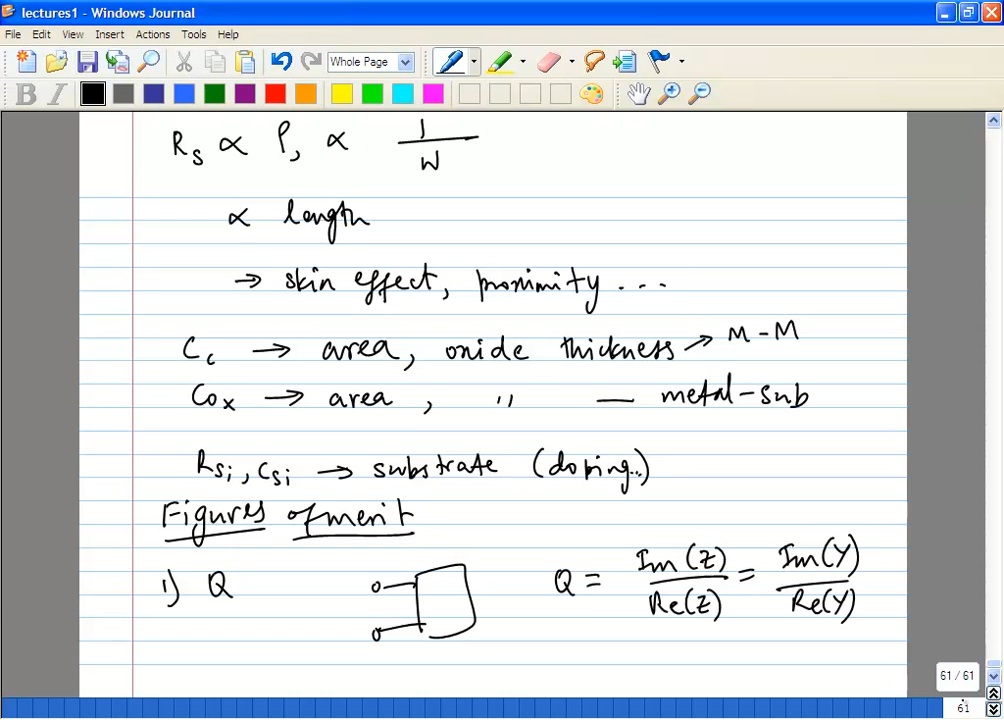 lectures1 - Windows Journal
File Edit View Insert Actions Tools Help
Whole Page
B I
Rs ∝ ρ, ∝ 1/W
∝ length
→ skin effect, proximity ...
Cc → area, oxide thickness → M-M
Cox → area, " — metal-sub
Rsi, Csi → substrate (doping..)
Figures of merit
1) Q Q = Im(Z)/Re(Z) = Im(Y)/Re(Y)
61 / 61
61